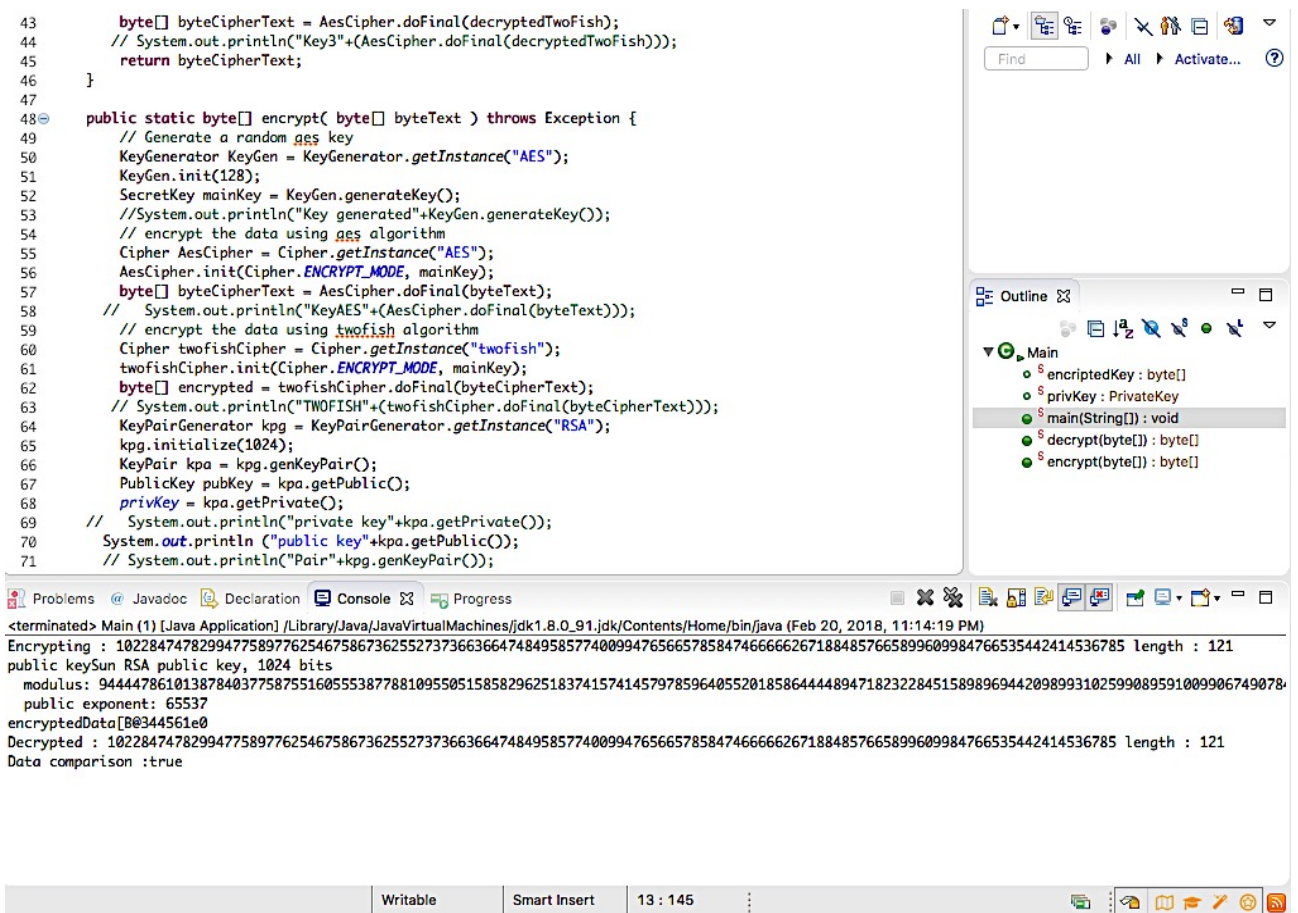 43 byte[] byteCipherText = AesCipher.doFinal(decryptedTwoFish);
44 // System.out.println("Key3"+(AesCipher.doFinal(decryptedTwoFish)));
45 return byteCipherText;
46 }
47
48 public static byte[] encrypt( byte[] byteText ) throws Exception {
49 // Generate a random aes key
50 KeyGenerator KeyGen = KeyGenerator.getInstance("AES");
51 KeyGen.init(128);
52 SecretKey mainKey = KeyGen.generateKey();
53 //System.out.println("Key generated"+KeyGen.generateKey());
54 // encrypt the data using aes algorithm
55 Cipher AesCipher = Cipher.getInstance("AES");
56 AesCipher.init(Cipher.ENCRYPT_MODE, mainKey);
57 byte[] byteCipherText = AesCipher.doFinal(byteText);
58 // System.out.println("KeyAES"+(AesCipher.doFinal(byteText)));
59 // encrypt the data using twofish algorithm
60 Cipher twofishCipher = Cipher.getInstance("twofish");
61 twofishCipher.init(Cipher.ENCRYPT_MODE, mainKey);
62 byte[] encrypted = twofishCipher.doFinal(byteCipherText);
63 // System.out.println("TWOFISH"+(twofishCipher.doFinal(byteCipherText)));
64 KeyPairGenerator kpg = KeyPairGenerator.getInstance("RSA");
65 kpg.initialize(1024);
66 KeyPair kpa = kpg.genKeyPair();
67 PublicKey pubKey = kpa.getPublic();
68 privKey = kpa.getPrivate();
69 // System.out.println("private key"+kpa.getPrivate());
70 System.out.println ("public key"+kpa.getPublic());
71 // System.out.println("Pair"+kpg.genKeyPair());
Find All Activate...
Outline
Main
encriptedKey : byte[]
privKey : PrivateKey
main(String[]) : void
decrypt(byte[]) : byte[]
encrypt(byte[]) : byte[]
Problems @ Javadoc Declaration Console Progress
<terminated> Main (1) [Java Application] /Library/Java/JavaVirtualMachines/jdk1.8.0_91.jdk/Contents/Home/bin/java (Feb 20, 2018, 11:14:19 PM)
Encrypting : length : 121
public keySun RSA public key, 1024 bits
modulus:
public exponent: 65537
encryptedData[B@344561e0
Decrypted : length : 121
Data comparison :true
Writable Smart Insert 13 : 145